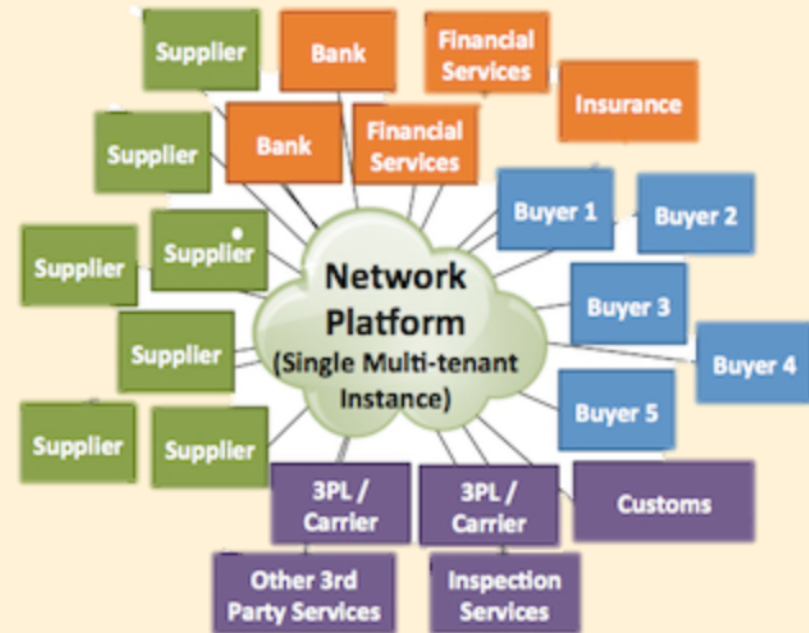 Supplier
Bank
Financial
Services
Insurance
Supplier
Bank
Financial
Services
Buyer 1
Buyer 2
Supplier
Supplier
Network
Platform
(Single Multi-tenant
Instance)
Buyer 3
Supplier
Buyer 4
Supplier
Supplier
Buyer 5
3PL /
Carrier
3PL /
Carrier
Customs
Other 3rd
Party Services
Inspection
Services